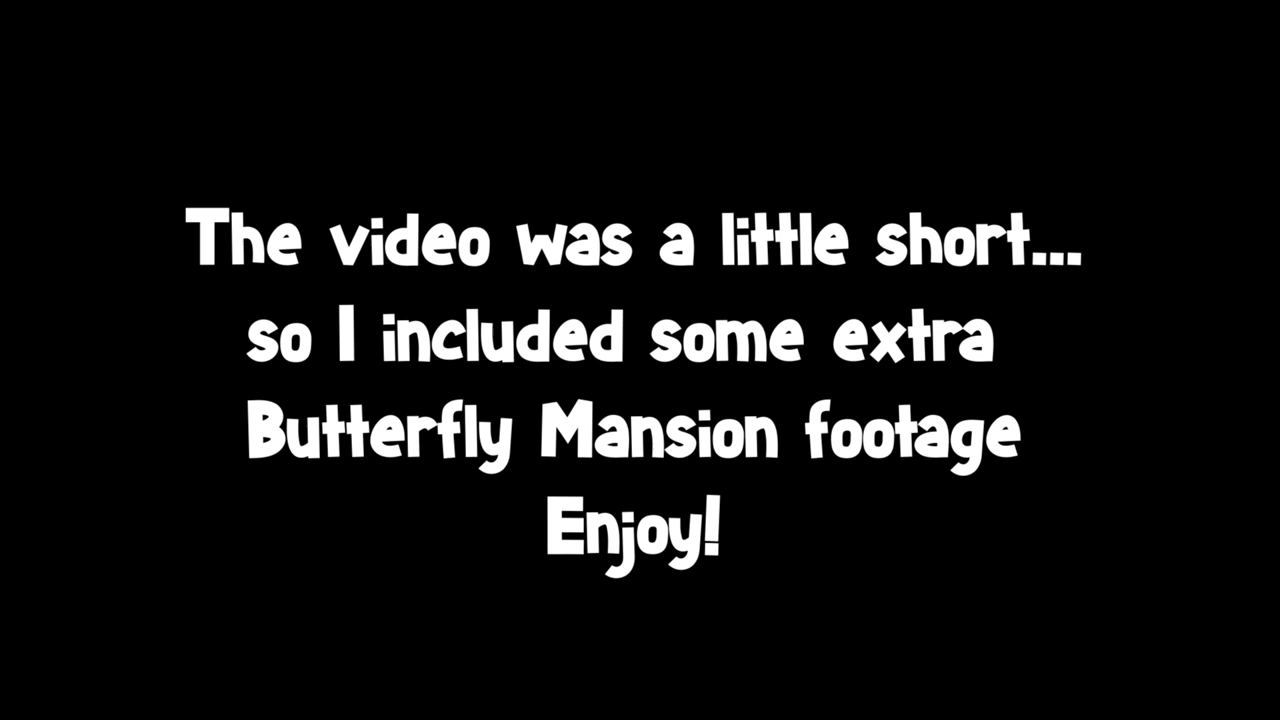 The video was a little short...
so I included some extra
Butterfly Mansion footage
Enjoy!